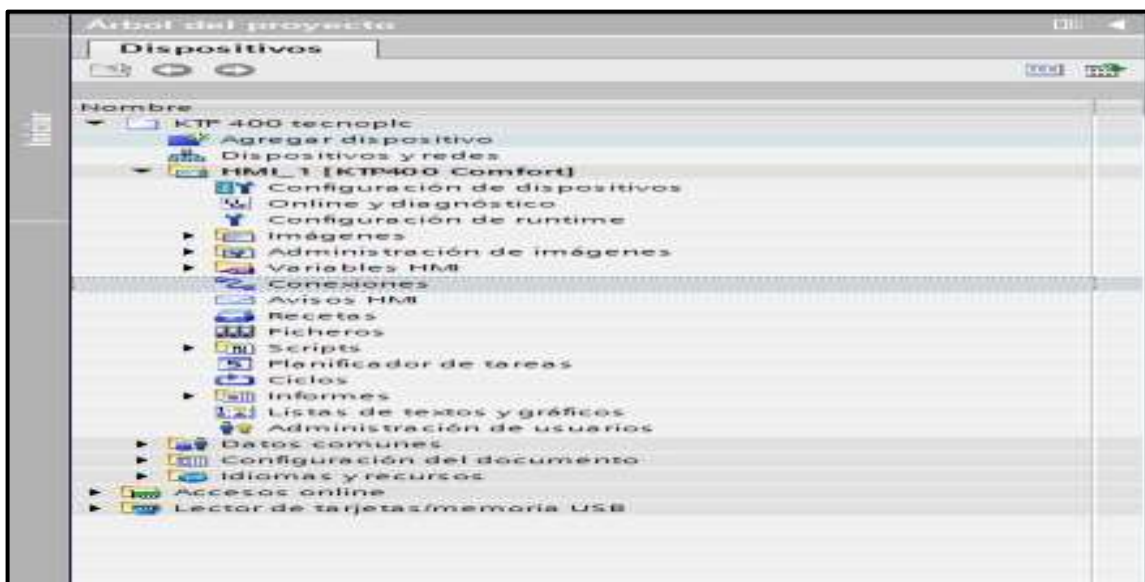 Árbol del proyecto
Dispositivos
Nombre
KTP 400 tecnoplc
Agregar dispositivo
Dispositivos y redes
HMI_1 [KTP400 Comfort]
Configuración de dispositivos
Online y diagnóstico
Configuración de runtime
Imágenes
Administración de imágenes
Variables HMI
Conexiones
Avisos HMI
Recetas
Ficheros
Scripts
Planificador de tareas
Ciclos
Informes
Listas de textos y gráficos
Administración de usuarios
Datos comunes
Configuración del documento
Idiomas y recursos
Accesos online
Lector de tarjetas/memoria USB